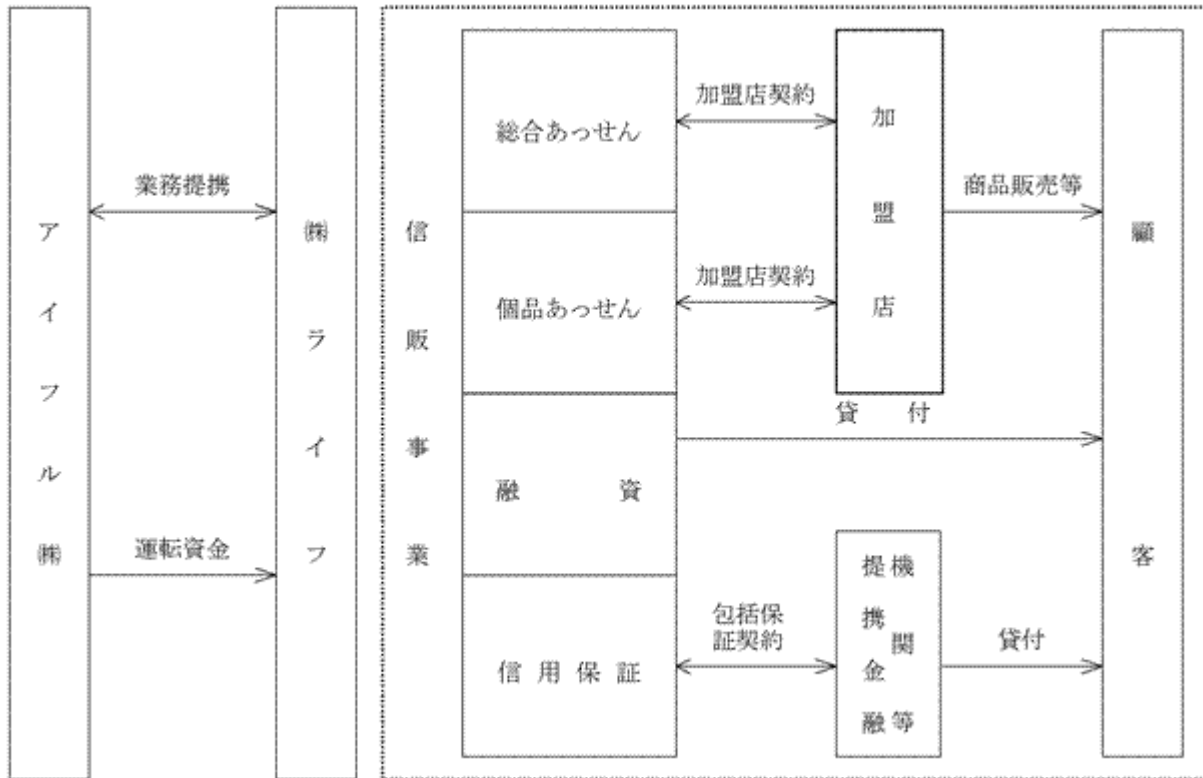 アイフル㈱
業務提携
運転資金
㈱ライフ
信販事業
総合あっせん
個品あっせん
融資
信用保証
加盟店契約
加盟店契約
加盟店
商品販売等
貸付
包括保
証契約
提携金融
機関等
貸付
顧客